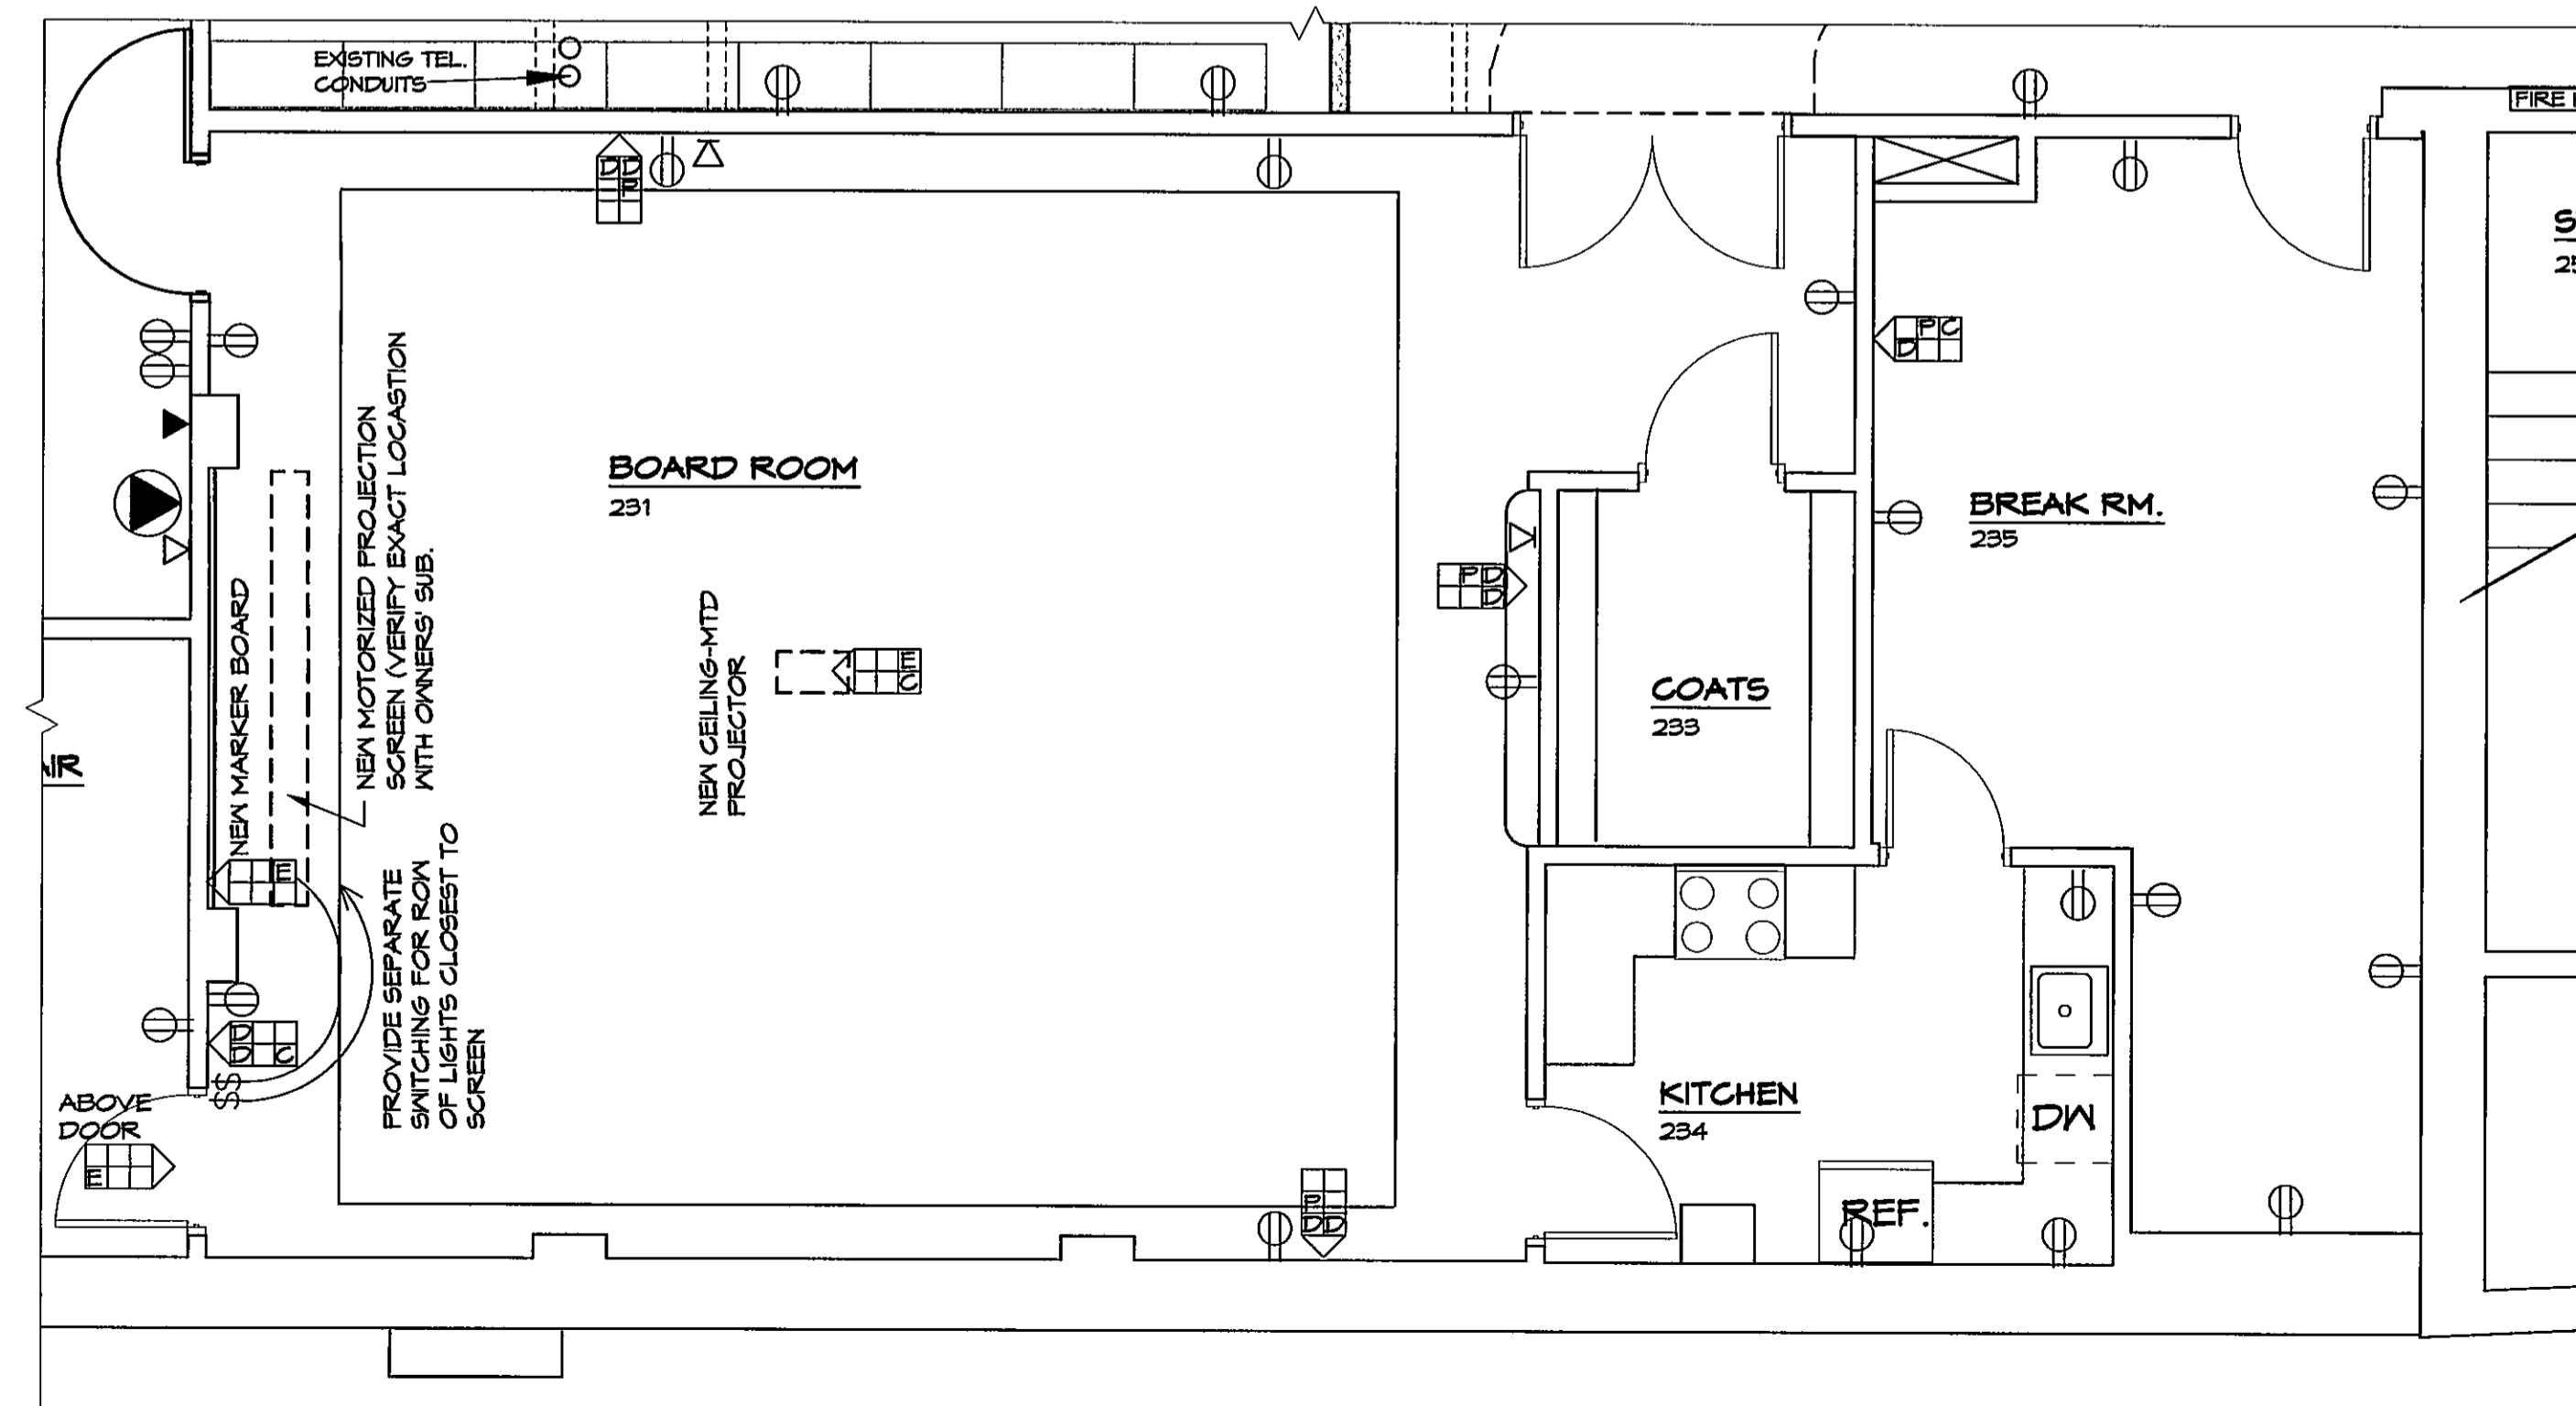 EXISTING TEL.
CONDUITS
FIRE
D D
P
BOARD ROOM
231
NEW MOTORIZED PROJECTION
SCREEN (VERIFY EXACT LOCASTION
WITH OWNERS' SUB.
NEW MARKER BOARD
NEW CEILING-MTD
PROJECTOR
E
C
P D
D
P C
D
BREAK RM.
235
COATS
233
E
PROVIDE SEPARATE
SWITCHING FOR ROW
OF LIGHTS CLOSEST TO
SCREEN
D
D C
$$
ABOVE
DOOR
E
P
D D
KITCHEN
234
DW
REF.